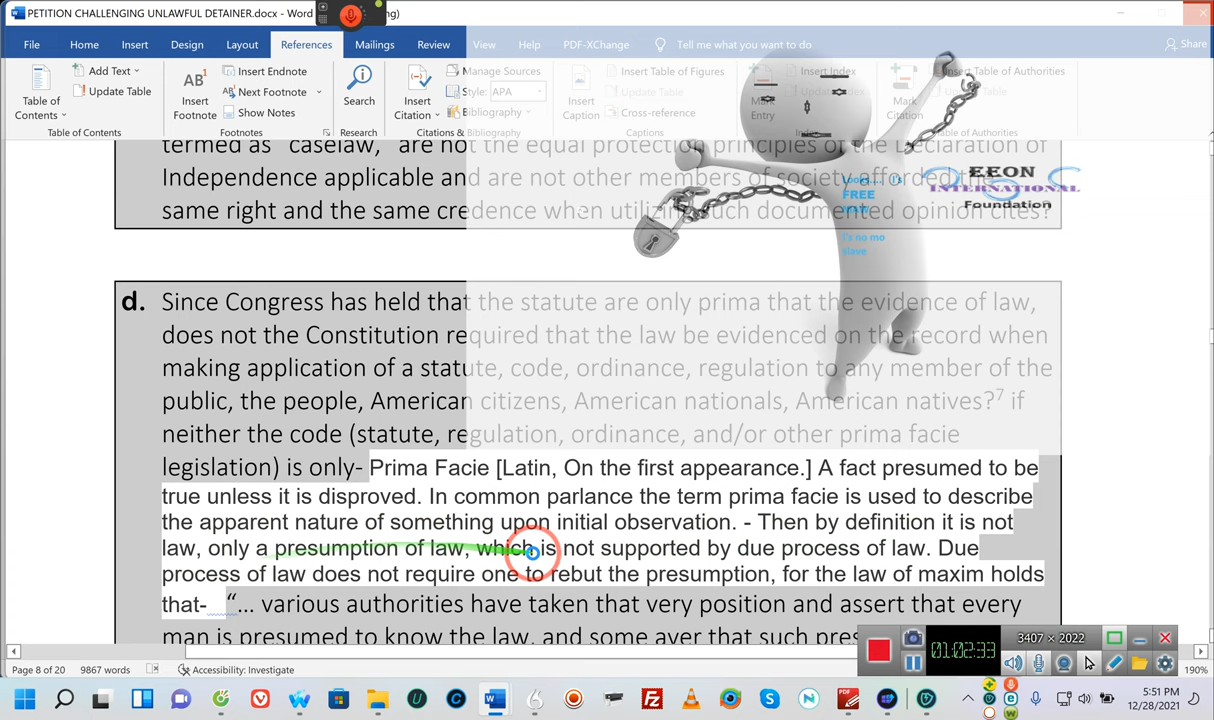 PETITION CHALLENGING UNLAWFUL DETAINER.docx - Word
File Home Insert Design Layout References Mailings Review View Help PDF-XChange Tell me what you want to do Share
Table of Contents
Add Text
Update Table
Table of Contents
AB1
Insert Footnote
Insert Endnote
Next Footnote
Show Notes
Footnotes
Search
Research
Insert Citation
Manage Sources
Style: APA
Bibliography
Citations & Bibliography
Insert Caption
Insert Table of Figures
Update Table
Cross-reference
Captions
Mark Entry
Insert Index
Mark Citation
Insert Table of Authorities
Table of Authorities
termed as "caselaw," are not the equal protection principles of the Declaration of
Independence applicable and are not other members of society afforded the
same right and the same credence when utilizing such documented opinion cites?
EEON
INTERNATIONAL
Foundation
FREE
I's no mo
slave
d. Since Congress has held that the statute are only prima that the evidence of law,
does not the Constitution required that the law be evidenced on the record when
making application of a statute, code, ordinance, regulation to any member of the
public, the people, American citizens, American nationals, American natives?7 if
neither the code (statute, regulation, ordinance, and/or other prima facie
legislation) is only- Prima Facie [Latin, On the first appearance.] A fact presumed to be
true unless it is disproved. In common parlance the term prima facie is used to describe
the apparent nature of something upon initial observation. - Then by definition it is not
law, only a presumption of law, which is not supported by due process of law. Due
process of law does not require one to rebut the presumption, for the law of maxim holds
that- "... various authorities have taken that very position and assert that every
man is presumed to know the law, and some aver that such pres
3407 × 2022
01:02:33
Page 8 of 20 9867 words Accessibility: Investigate 190%
5:51 PM
12/28/2021